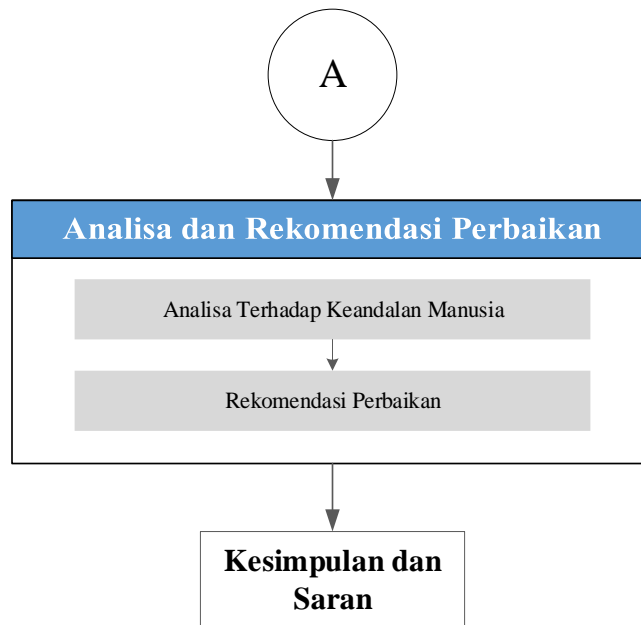 A
Analisa dan Rekomendasi Perbaikan
Analisa Terhadap Keandalan Manusia
Rekomendasi Perbaikan
Kesimpulan dan
Saran